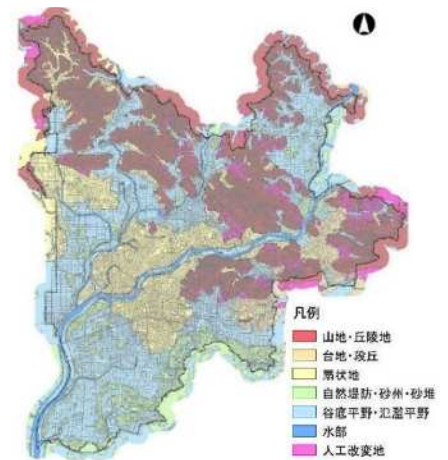 凡例
山地・丘陵地
台地・段丘
扇状地
自然堤防・砂州・砂堆
谷底平野・氾濫平野
水部
人工改変地